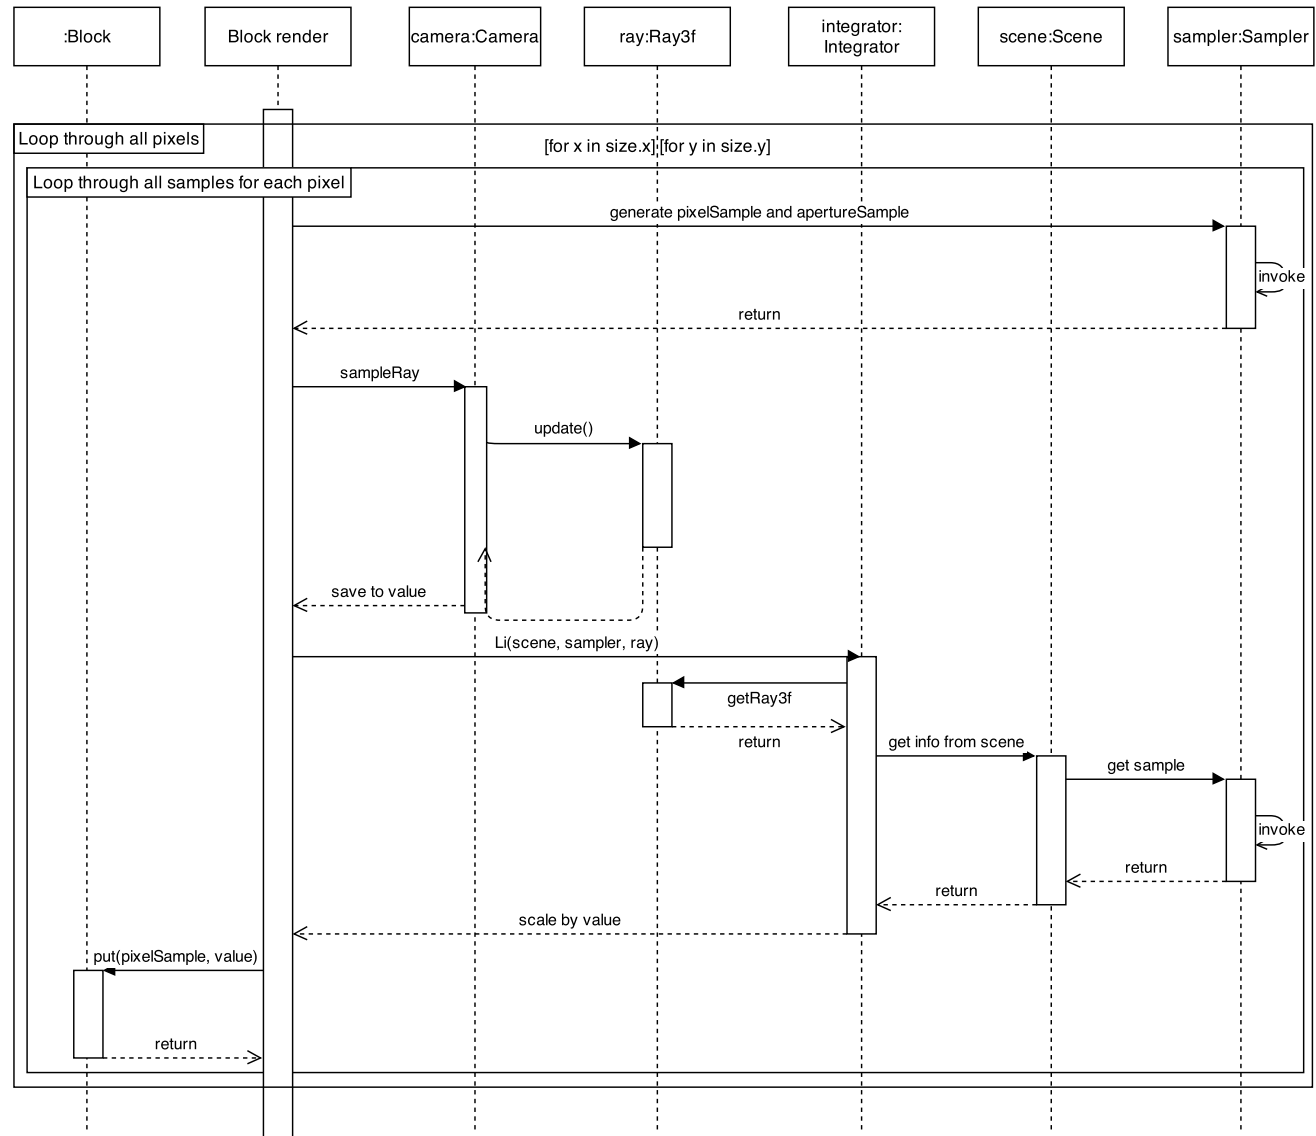 :Block
Block render
camera:Camera
ray:Ray3f
integrator:
Integrator
scene:Scene
sampler:Sampler
Loop through all pixels
[for x in size.x] [for y in size.y]
Loop through all samples for each pixel
generate pixelSample and apertureSample
invoke
return
sampleRay
update()
save to value
Li(scene, sampler, ray)
getRay3f
return
get info from scene
get sample
invoke
return
return
scale by value
put(pixelSample, value)
return